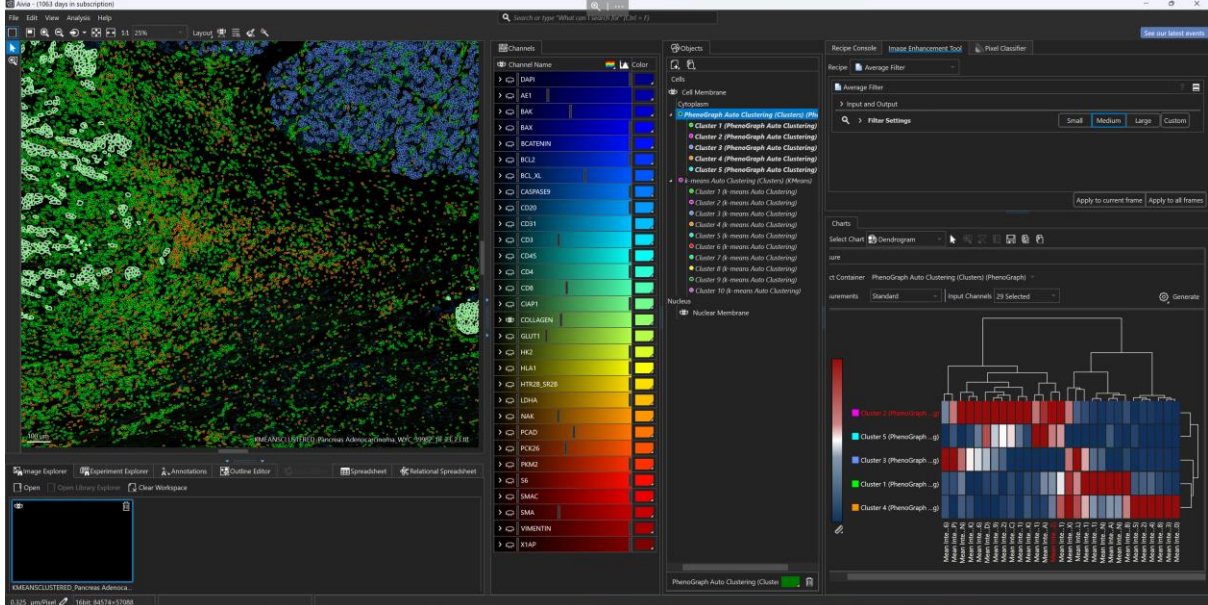 Aivia - (1063 days in subscription)
File Edit View Analysis Help
Search or type "What can I search for" (Ctrl + F)
1:1 25% Layout
See our latest events
KMEANSCLUSTERED_Pancreas Adenocarcinoma
100 um
Image Explorer Experiment Explorer Annotations Outline Editor Spreadsheet Relational Spreadsheet
Open Open Library Explorer Clear Workspace
KMEANSCLUSTERED_Pancreas Adenoca...
0.325 µm/Pixel 16bit: 84574×57088
Channels
Channel Name Color
DAPI
AE1
BAK
BAX
BCATENIN
BCL2
BCL_XL
CASPASE9
CD20
CD31
CD3
CD45
CD4
CD8
CIAP1
COLLAGEN
GLUT1
HK2
HLA1
HTR2B_SR2B
LDHA
NAK
PCAD
PCK26
PKM2
S6
SMAC
SMA
VIMENTIN
X1AP
Objects
Cells
Cell Membrane
Cytoplasm
PhenoGraph Auto Clustering (Clusters) (Ph
Cluster 1 (PhenoGraph Auto Clustering)
Cluster 2 (PhenoGraph Auto Clustering)
Cluster 3 (PhenoGraph Auto Clustering)
Cluster 4 (PhenoGraph Auto Clustering)
Cluster 5 (PhenoGraph Auto Clustering)
k-means Auto Clustering (Clusters) (KMeans)
Cluster 1 (k-means Auto Clustering)
Cluster 2 (k-means Auto Clustering)
Cluster 3 (k-means Auto Clustering)
Cluster 4 (k-means Auto Clustering)
Cluster 5 (k-means Auto Clustering)
Cluster 6 (k-means Auto Clustering)
Cluster 7 (k-means Auto Clustering)
Cluster 8 (k-means Auto Clustering)
Cluster 9 (k-means Auto Clustering)
Cluster 10 (k-means Auto Clustering)
Nucleus
Nuclear Membrane
PhenoGraph Auto Clustering (Cluste
Recipe Console Image Enhancement Tool Pixel Classifier
Recipe Average Filter
Average Filter
Input and Output
Filter Settings Small Medium Large Custom
Apply to current frame Apply to all frames
Charts
Select Chart Dendrogram
ure
ct Container PhenoGraph Auto Clustering (Clusters) (PhenoGraph)
urements Standard Input Channels 29 Selected Generate
Cluster 2 (PhenoGraph ...g)
Cluster 5 (PhenoGraph ...g)
Cluster 3 (PhenoGraph ...g)
Cluster 1 (PhenoGraph ...g)
Cluster 4 (PhenoGraph ...g)